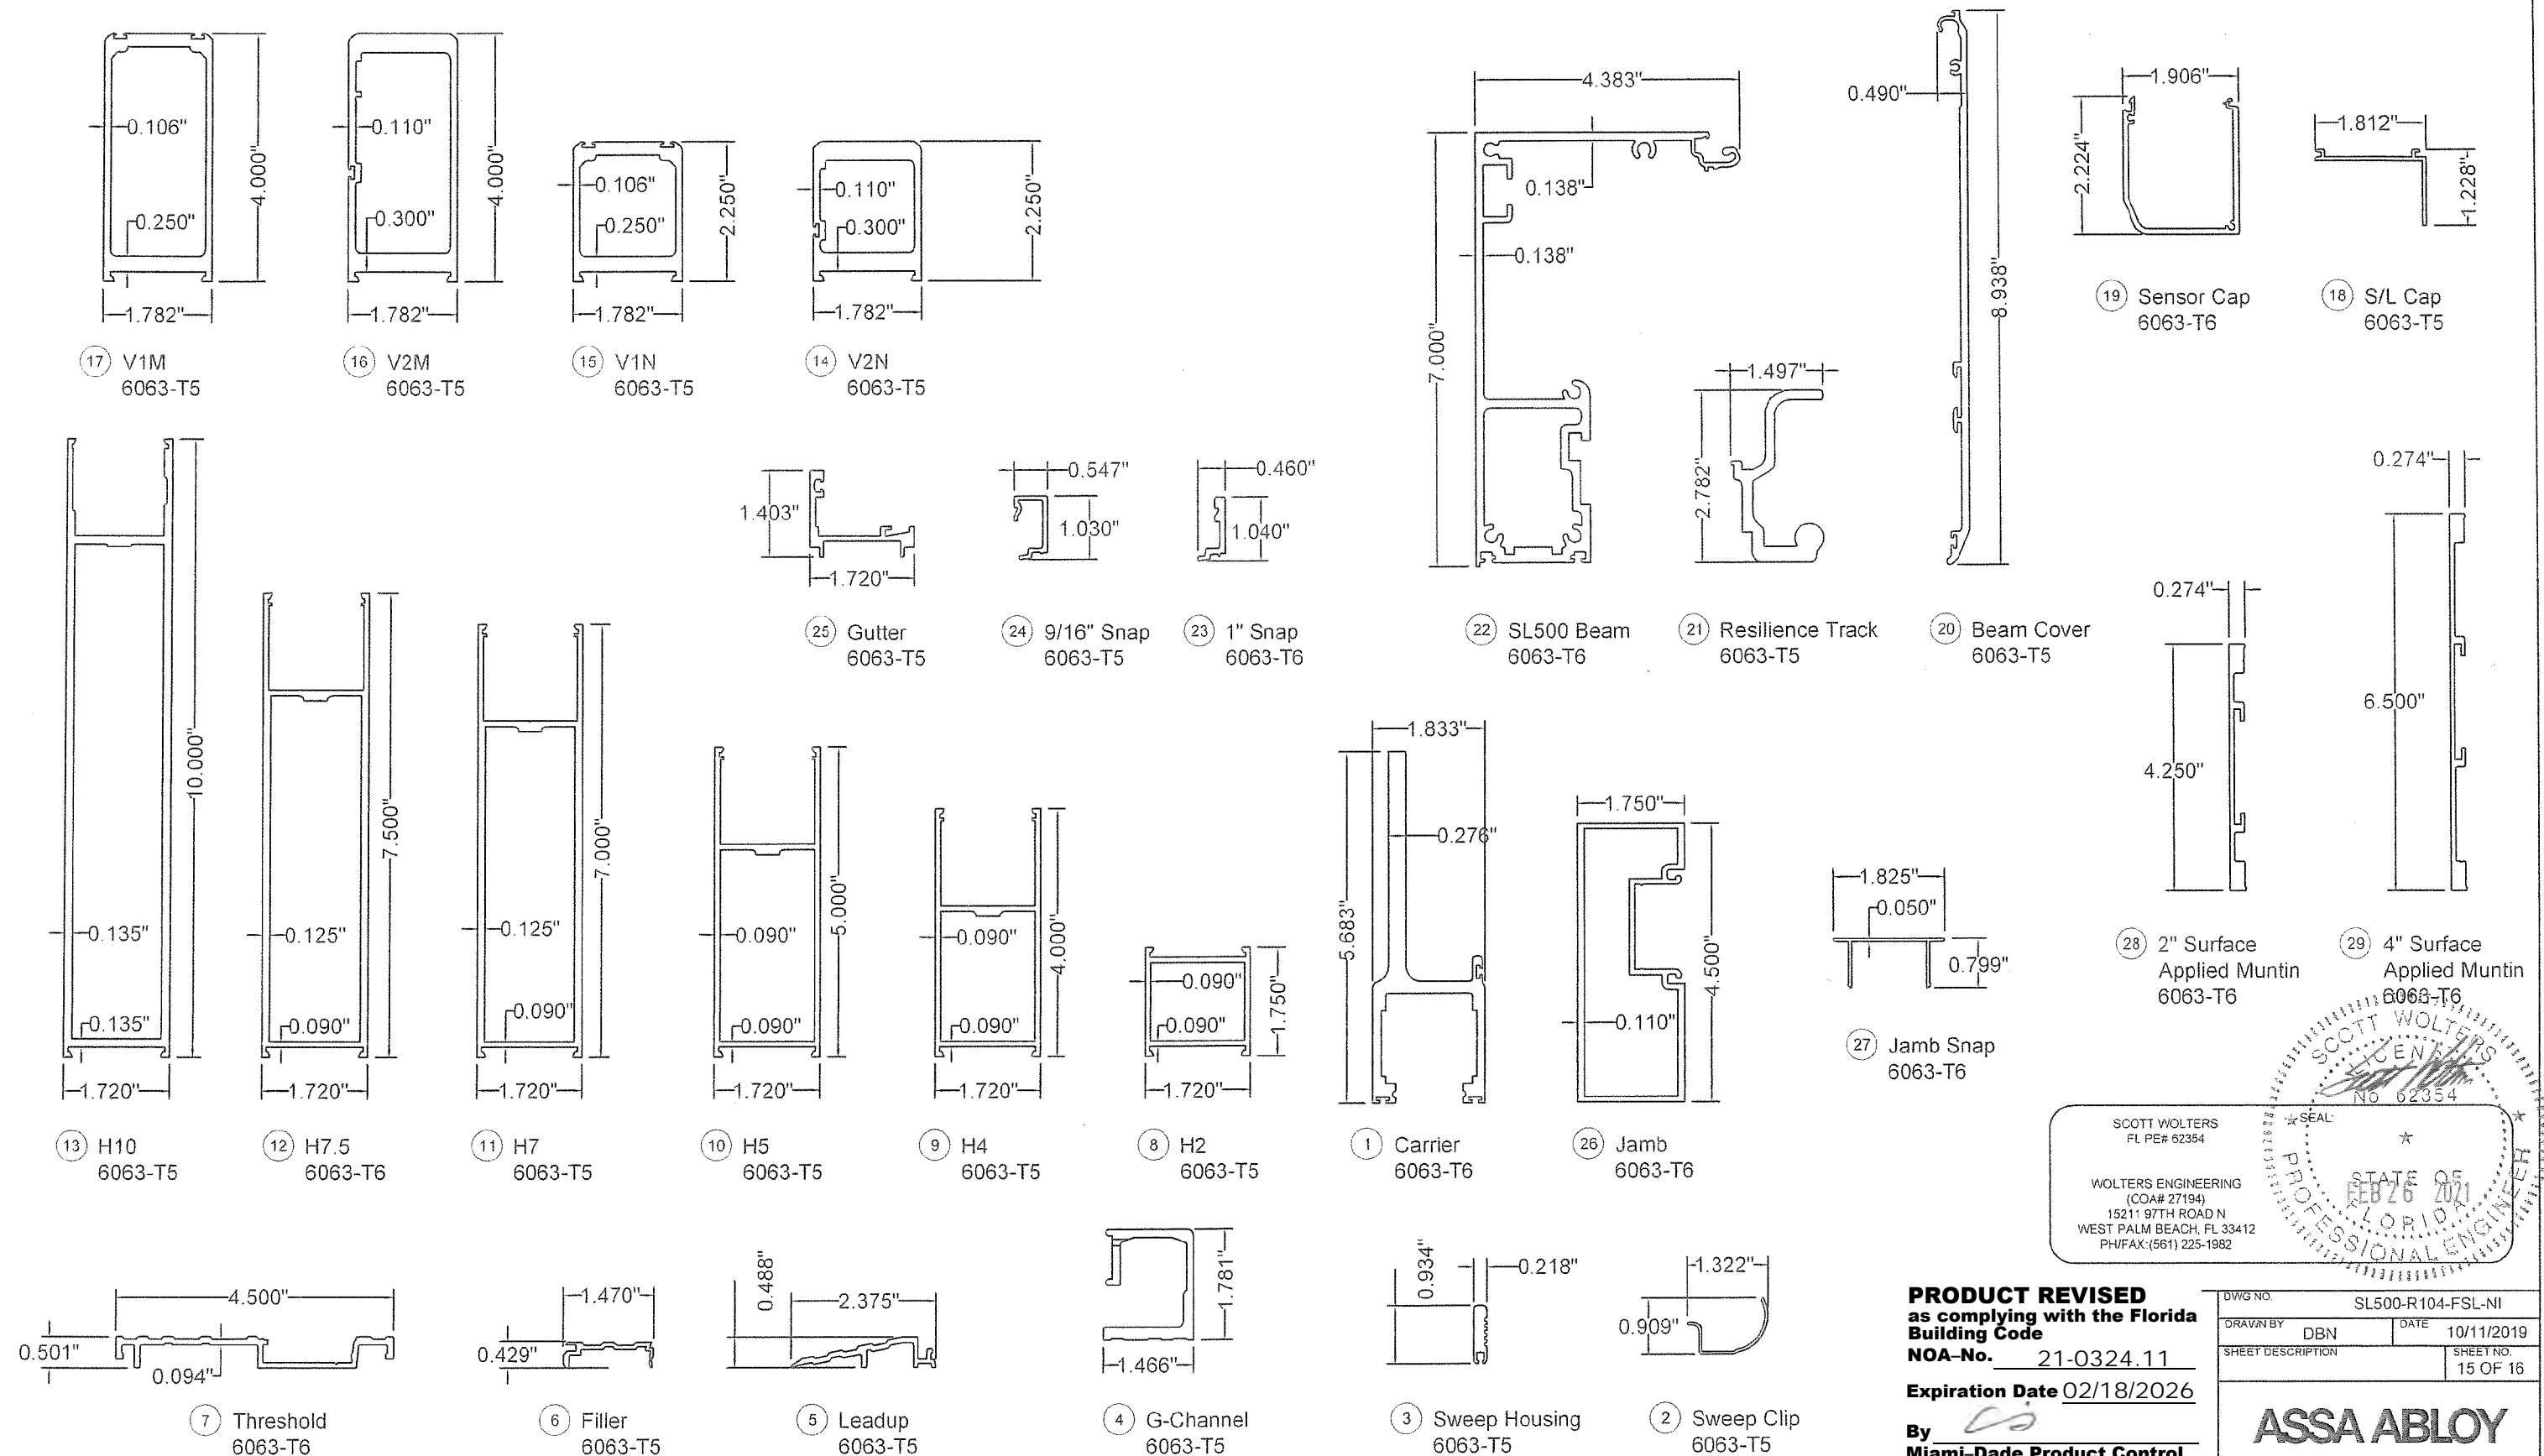 0.106"
4.000"
0.250"
1.782"
17 V1M
6063-T5
0.110"
4.000"
0.300"
1.782"
16 V2M
6063-T5
0.106"
2.250"
0.250"
1.782"
15 V1N
6063-T5
0.110"
2.250"
0.300"
1.782"
14 V2N
6063-T5
4.383"
0.138"
0.138"
7.000"
22 SL500 Beam
6063-T6
1.497"
2.782"
21 Resilience Track
6063-T5
0.490"
8.938"
20 Beam Cover
6063-T5
1.906"
2.224"
19 Sensor Cap
6063-T6
1.812"
1.228"
18 S/L Cap
6063-T5
1.403"
1.720"
25 Gutter
6063-T5
0.547"
1.030"
24 9/16" Snap
6063-T5
0.460"
1.040"
23 1" Snap
6063-T6
10.000"
0.135"
0.135"
1.720"
13 H10
6063-T5
7.500"
0.125"
0.090"
1.720"
12 H7.5
6063-T6
7.000"
0.125"
0.090"
1.720"
11 H7
6063-T5
5.000"
0.090"
0.090"
1.720"
10 H5
6063-T5
4.000"
0.090"
0.090"
1.720"
9 H4
6063-T5
0.090"
0.090"
1.750"
1.720"
8 H2
6063-T5
1.833"
0.276"
5.683"
1 Carrier
6063-T6
1.750"
4.500"
0.110"
26 Jamb
6063-T6
1.825"
0.050"
0.799"
27 Jamb Snap
6063-T6
0.274"
4.250"
28 2" Surface
Applied Muntin
6063-T6
0.274"
6.500"
29 4" Surface
Applied Muntin
6063-T6
4.500"
0.501"
0.094"
7 Threshold
6063-T6
1.470"
0.429"
6 Filler
6063-T5
0.488"
2.375"
5 Leadup
6063-T5
1.781"
1.466"
4 G-Channel
6063-T5
0.934"
0.218"
3 Sweep Housing
6063-T5
1.322"
0.909"
2 Sweep Clip
6063-T5
SCOTT WOLTERS
FL PE# 62354
WOLTERS ENGINEERING
(COA# 27194)
15211 97TH ROAD N
WEST PALM BEACH, FL 33412
PH/FAX:(561) 225-1982
SEAL:
SCOTT WOLTERS
No 62354
STATE OF
FEB 26 2021
FLORIDA
PROFESSIONAL ENGINEER
PRODUCT REVISED
as complying with the Florida
Building Code
NOA-No. 21-0324.11
Expiration Date 02/18/2026
By
Miami-Dade Product Control
DWG NO. SL500-R104-FSL-NI
DRAWN BY DBN DATE 10/11/2019
SHEET DESCRIPTION SHEET NO.
15 OF 16
ASSA ABLOY